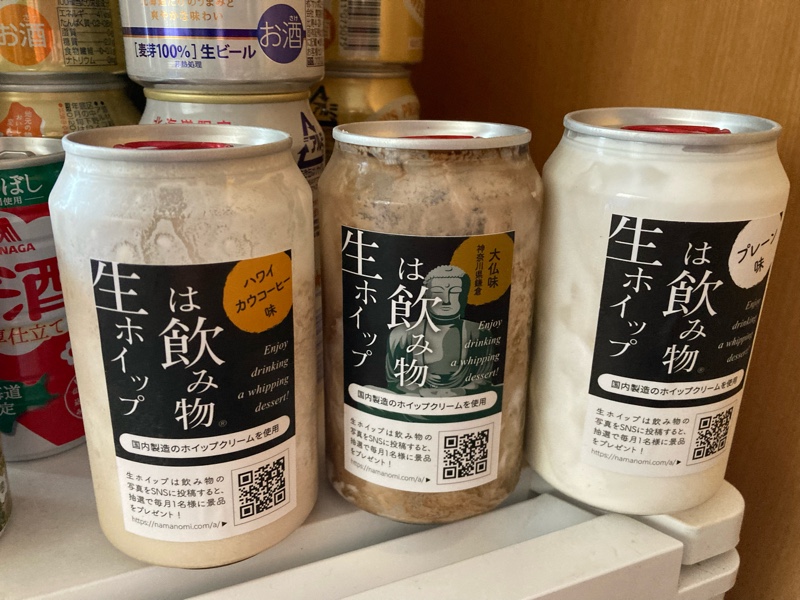 お酒
[麦芽100%]生ビール
お酒
北海道限定
生ホイップ
は飲み物®
ハワイ
カウコーヒー
味
Enjoy
drinking
a whipping
dessert!
国内製造のホイップクリームを使用
生ホイップは飲み物の
写真をSNSに投稿すると、
抽選で毎月1名様に景品
をプレゼント!
https://namanomi.com/a/▶
生ホイップ
は飲み物®
大仏味
神奈川県鎌倉
Enjoy
drinking
a whipping
dessert!
国内製造のホイップクリームを使用
生ホイップは飲み物の
写真をSNSに投稿すると、
抽選で毎月1名様に景品
をプレゼント!
https://namanomi.com/a/▶
生ホイップ
は飲み物®
プレーン
味
Enjoy
drinking
a whipping
dessert!
国内製造のホイップクリームを使用
生ホイップは飲み物の
写真をSNSに投稿すると、
抽選で毎月1名様に景品
をプレゼント!
https://namanomi.com/a/▶